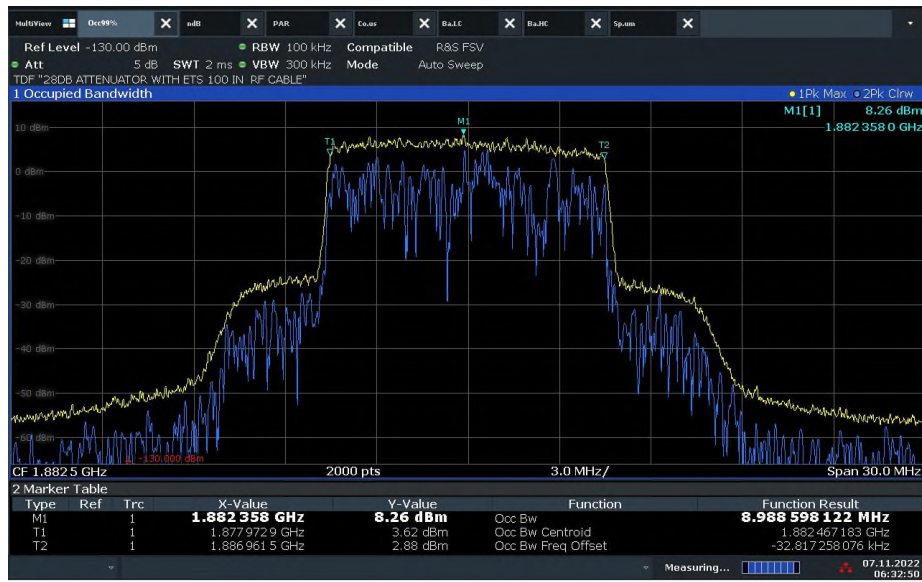 MultiView Occ99% X ndB X PAR X Co.us X Ba.LC X Ba.HC X Sp.um X
Ref Level -130.00 dBm RBW 100 kHz Compatible R&S FSV
Att 5 dB SWT 2 ms VBW 300 kHz Mode Auto Sweep
TDF "28DB ATTENUATOR WITH ETS 100 IN RF CABLE"
1 Occupied Bandwidth 1Pk Max 2Pk Clrw
M1[1] 8.26 dBm
1.882 358 0 GHz
M1
10 dBm
T1 T2
0 dBm
-10 dBm
-20 dBm
-30 dBm
-40 dBm
-50 dBm
-60 dBm
-130.000 dBm
CF 1.882 5 GHz 2000 pts 3.0 MHz/ Span 30.0 MHz
2 Marker Table
Type Ref Trc X-Value Y-Value Function Function Result
M1 1 1.882 358 GHz 8.26 dBm Occ Bw 8.988 598 122 MHz
T1 1 1.877 972 9 GHz 3.62 dBm Occ Bw Centroid 1.882 467 183 GHz
T2 1 1.886 961 5 GHz 2.88 dBm Occ Bw Freq Offset -32.817 258 076 kHz
Measuring... 07.11.2022
06:32:50